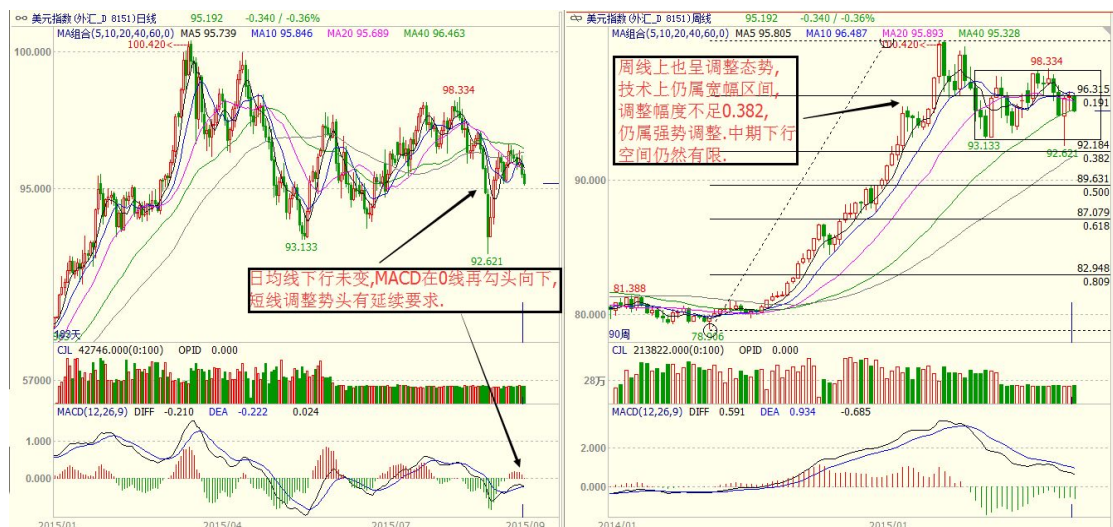 美元指数(外汇_D 8151)日线 95.192 -0.340 / -0.36%
MA组合(5,10,20,40,60,0) MA5 95.739 MA10 95.846 MA20 95.689 MA40 96.463
100.000
100.420
98.334
95.000
93.133
92.621
日均线下行未变,MACD在0线再勾头向下,
短线调整势头有延续要求.
CJL 42746.000(0:100) OPID 0.000
57000
MACD(12,26,9) DIFF -0.210 DEA -0.222 0.024
1.000
0.000
2015/01 2015/04 2015/07 2015/09
美元指数(外汇_D 8151)周线 95.192 -0.340 / -0.36%
MA组合(5,10,20,40,60,0) MA5 95.805 MA10 96.487 MA20 95.893 MA40 95.328
100.420
98.334
周线上也呈调整态势,
技术上仍属宽幅区间,
调整幅度不足0.382,
仍属强势调整.中期下行
空间仍然有限.
96.315
0.191
93.133
92.184
92.621
0.382
90.000
89.631
0.500
87.079
0.618
82.948
0.809
81.388
80.000
78.906
90周
CJL 213822.000(0:100) OPID 0.000
28万
MACD(12,26,9) DIFF 0.591 DEA 0.934 -0.685
2.000
0.000
2014/01 2015/01